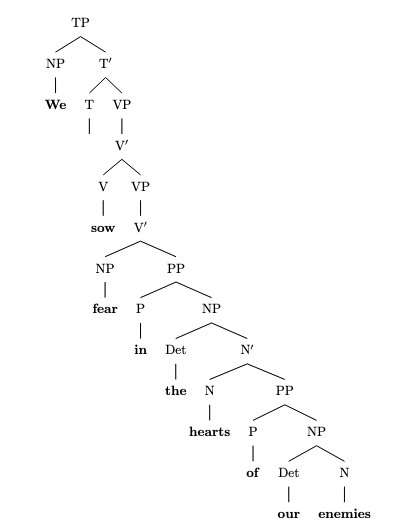 TP
NP T′
We T VP
V′
V VP
sow V′
NP PP
fear P NP
in Det N′
the N PP
hearts P NP
of Det N
our enemies